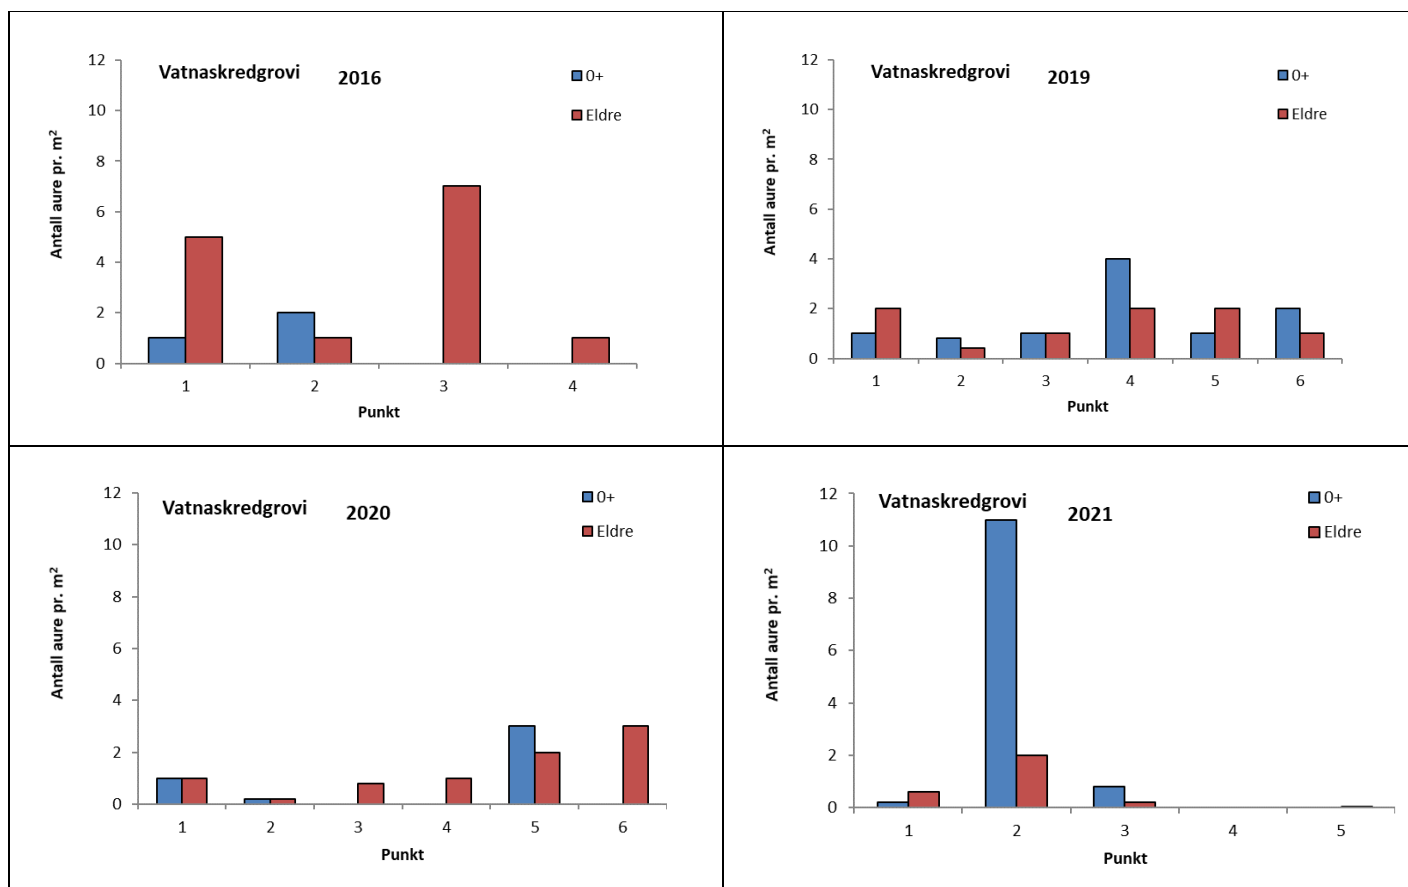 Vatnaskredgrovi 2016
0+
Eldre
Antall aure pr. m²
12
10
8
6
4
2
0
1 2 3 4
Punkt
Vatnaskredgrovi 2019
0+
Eldre
Antall aure pr. m²
12
10
8
6
4
2
0
1 2 3 4 5 6
Punkt
Vatnaskredgrovi 2020
0+
Eldre
Antall aure pr. m²
12
10
8
6
4
2
0
1 2 3 4 5 6
Punkt
Vatnaskredgrovi 2021
0+
Eldre
Antall aure pr. m²
12
10
8
6
4
2
0
1 2 3 4 5
Punkt